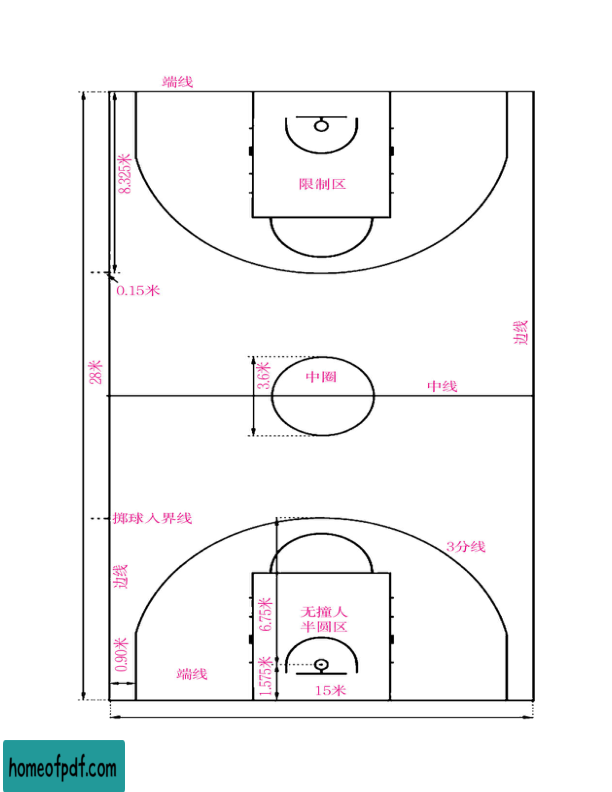 端线
8.325米
限制区
0.15米
边线
28米
3.6米
中圈
中线
掷球入界线
3分线
边线
6.75米
无撞人
半圆区
0.90米
端线
1.575米
15米
homeofpdf.com